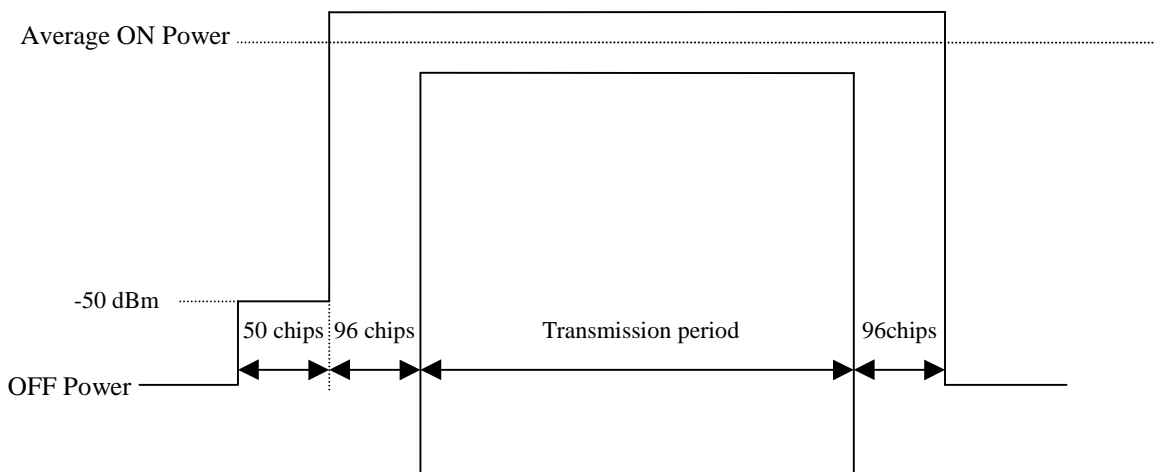 Average ON Power
-50 dBm
50 chips
96 chips
Transmission period
96chips
OFF Power